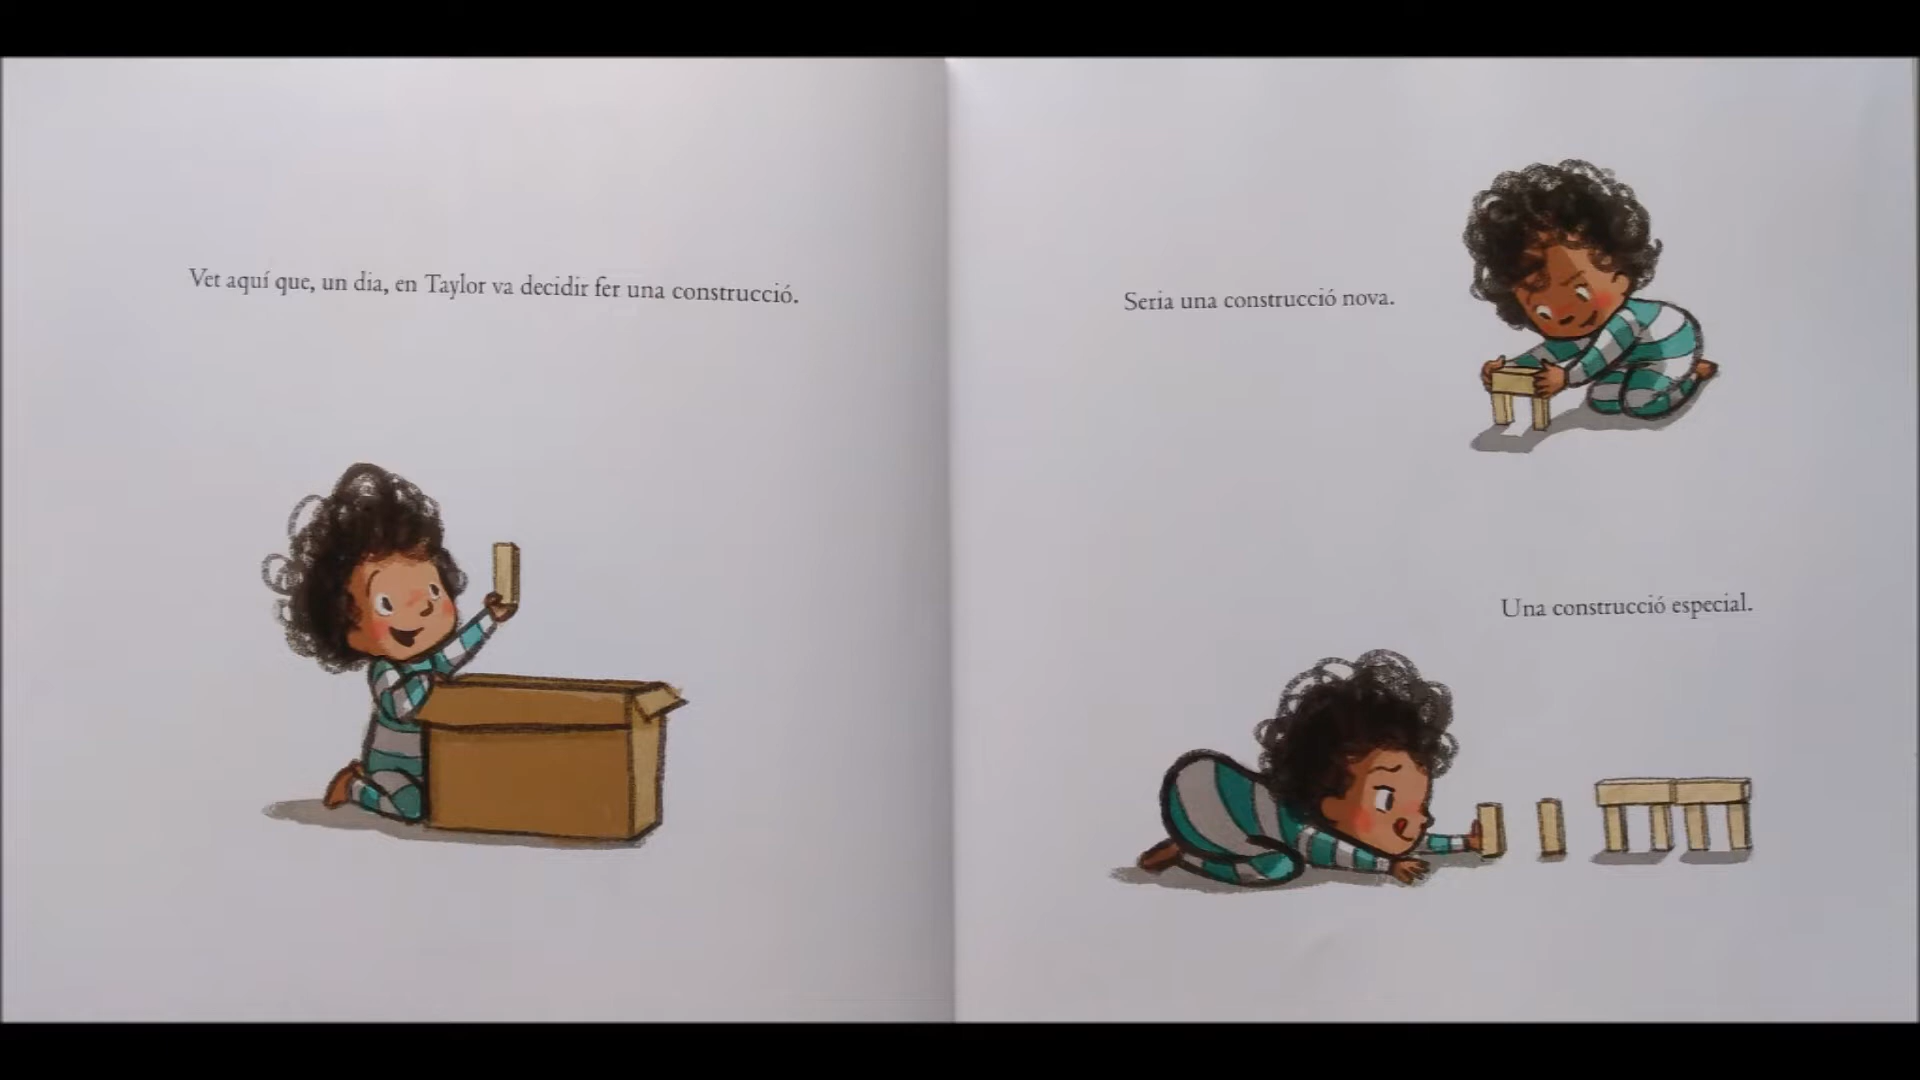 Vet aquí que, un dia, en Taylor va decidir fer una construcció.
Seria una construcció nova.
Una construcció especial.